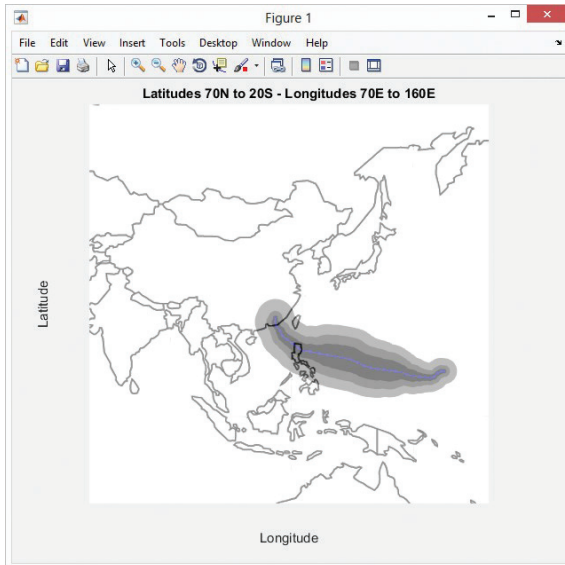 Figure 1
File Edit View Insert Tools Desktop Window Help
Latitudes 70N to 20S - Longitudes 70E to 160E
Latitude
Longitude